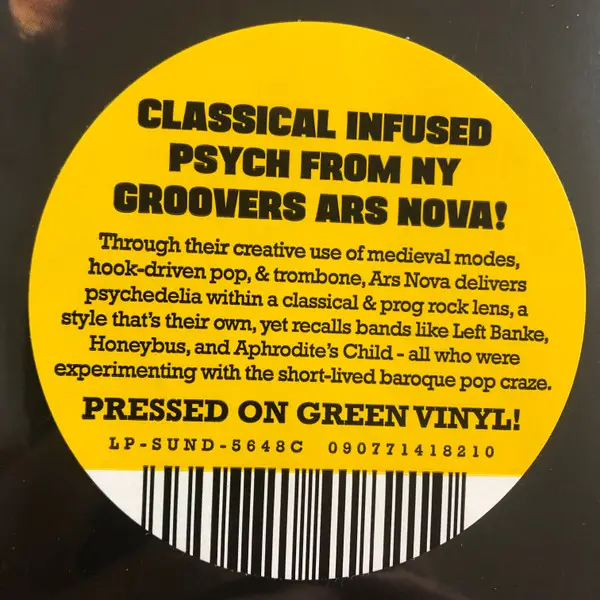 CLASSICAL INFUSED
PSYCH FROM NY
GROOVERS ARS NOVA!
Through their creative use of medieval modes,
hook-driven pop, & trombone, Ars Nova delivers
psychedelia within a classical & prog rock lens, a
style that's their own, yet recalls bands like Left Banke,
Honeybus, and Aphrodite's Child - all who were
experimenting with the short-lived baroque pop craze.
PRESSED ON GREEN VINYL!
LP-SUND-5648C 090771418210